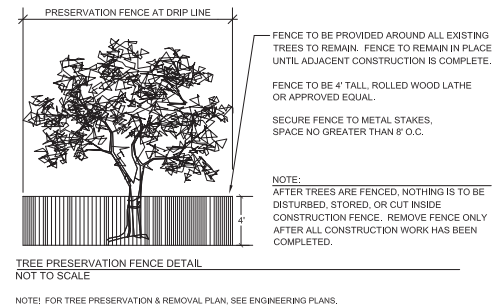 PRESERVATION FENCE AT DRIP LINE
FENCE TO BE PROVIDED AROUND ALL EXISTING
TREES TO REMAIN. FENCE TO REMAIN IN PLACE
UNTIL ADJACENT CONSTRUCTION IS COMPLETE.
FENCE TO BE 4' TALL, ROLLED WOOD LATHE
OR APPROVED EQUAL.
SECURE FENCE TO METAL STAKES,
SPACE NO GREATER THAN 8' O.C.
NOTE:
AFTER TREES ARE FENCED, NOTHING IS TO BE
DISTURBED, STORED, OR CUT INSIDE
CONSTRUCTION FENCE. REMOVE FENCE ONLY
AFTER ALL CONSTRUCTION WORK HAS BEEN
COMPLETED.
4'
TREE PRESERVATION FENCE DETAIL
NOT TO SCALE
NOTE! FOR TREE PRESERVATION & REMOVAL PLAN, SEE ENGINEERING PLANS.